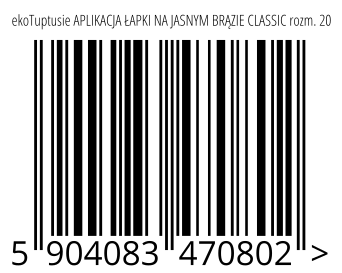 ekoTuptusie APLIKACJA ŁAPKI NA JASNYM BRĄZIE CLASSIC rozm. 20
5 904083 470802 >